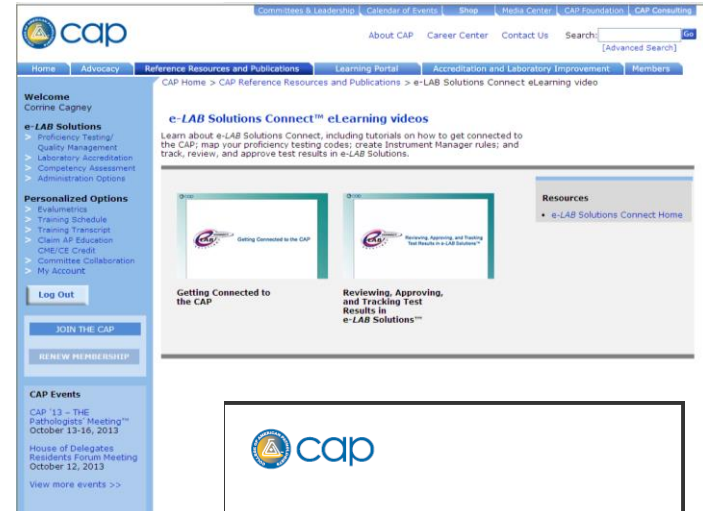 Committees & Leadership Calendar of Events Shop Media Center CAP Foundation CAP Consulting
cap
About CAP Career Center Contact Us Search: Go
[Advanced Search]
Home Advocacy Reference Resources and Publications Learning Portal Accreditation and Laboratory Improvement Members
CAP Home > CAP Reference Resources and Publications > e-LAB Solutions Connect eLearning video
Welcome
Corrine Cagney
e-LAB Solutions
> Proficiency Testing/
Quality Management
> Laboratory Accreditation
> Competency Assessment
> Administration Options
Personalized Options
> Evalumetrics
> Training Schedule
> Training Transcript
> Claim AP Education
CME/CE Credit
> Committee Collaboration
> My Account
Log Out
JOIN THE CAP
RENEW MEMBERSHIP
CAP Events
CAP '13 – THE
Pathologists' Meeting™
October 13-16, 2013
House of Delegates
Residents Forum Meeting
October 12, 2013
View more events >>
e-LAB Solutions Connect™ eLearning videos
Learn about e-LAB Solutions Connect, including tutorials on how to get connected to
the CAP; map your proficiency testing codes; create Instrument Manager rules; and
track, review, and approve test results in e-LAB Solutions.
Getting Connected to the CAP
Getting Connected to
the CAP
Reviewing, Approving, and Tracking
Test Results in e-LAB Solutions™
Reviewing, Approving,
and Tracking Test
Results in
e-LAB Solutions™
Resources
• e-LAB Solutions Connect Home
cap